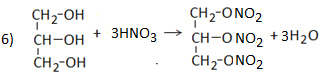 CH₂-OH CH₂-ONO₂
6) CH-OH + 3HNO₃ → CH-ONO₂ + 3H₂O
CH₂-OH CH₂-ONO₂